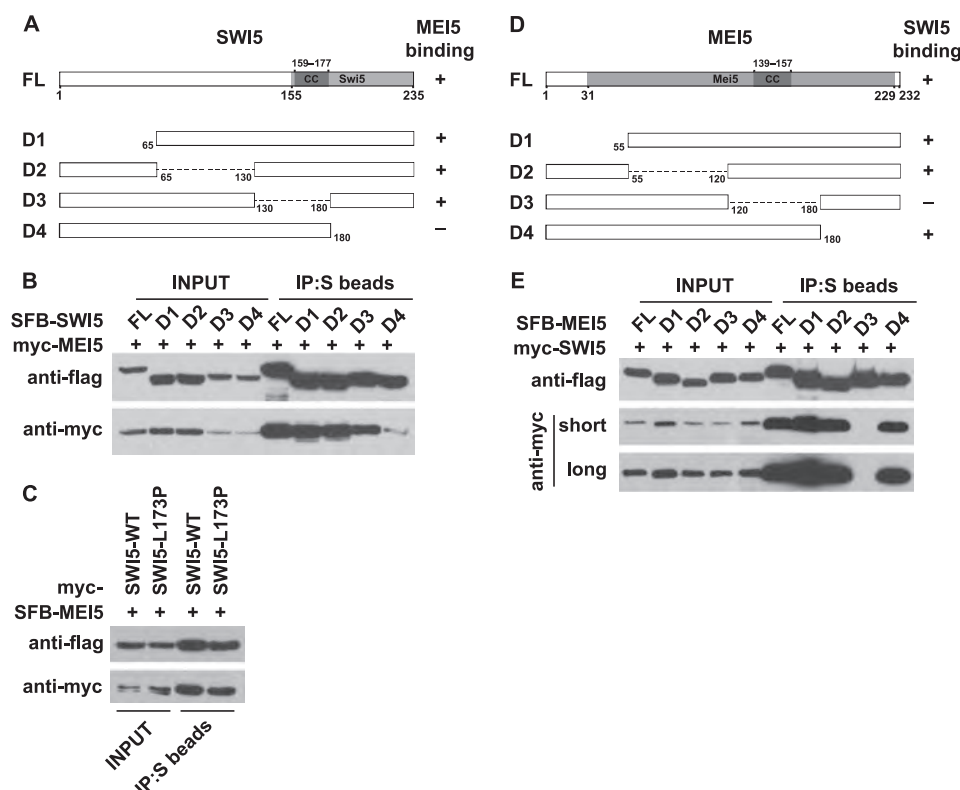 A
SWI5
MEI5
binding
159–177
FL
CC
Swi5
+
1
155
235
D1
65
+
D2
65
130
+
D3
130
180
+
D4
180
–
B
INPUT
IP:S beads
SFB-SWI5
FL D1 D2 D3 D4 FL D1 D2 D3 D4
myc-MEI5
+ + + + + + + + + +
anti-flag
anti-myc
C
myc-
SWI5-WT
SWI5-L173P
SWI5-WT
SWI5-L173P
SFB-MEI5
+ + + +
anti-flag
anti-myc
INPUT
IP:S beads
D
MEI5
SWI5
binding
139–157
FL
Mei5
CC
+
1
31
229
232
D1
55
+
D2
55
120
+
D3
120
180
–
D4
180
+
E
INPUT
IP:S beads
SFB-MEI5
FL D1 D2 D3 D4 FL D1 D2 D3 D4
myc-SWI5
+ + + + + + + + + +
anti-flag
anti-myc
short
long